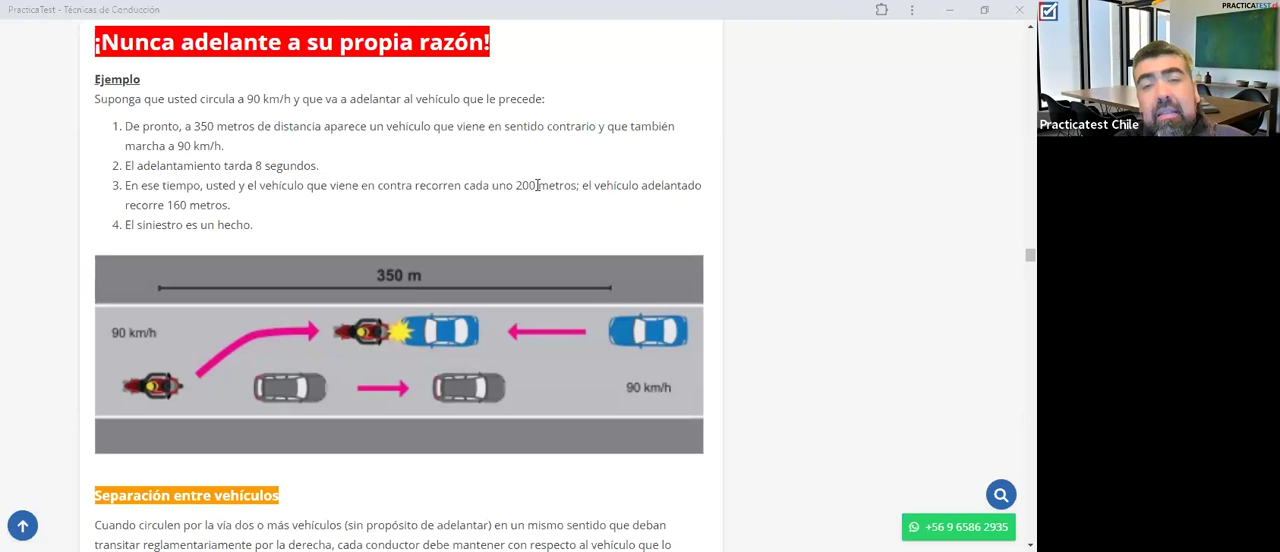 PracticaTest - Técnicas de Conducción
PRACTICATEST.cl
¡Nunca adelante a su propia razón!
Ejemplo
Suponga que usted circula a 90 km/h y que va a adelantar al vehículo que le precede:
1. De pronto, a 350 metros de distancia aparece un vehículo que viene en sentido contrario y que también
marcha a 90 km/h.
2. El adelantamiento tarda 8 segundos.
3. En ese tiempo, usted y el vehículo que viene en contra recorren cada uno 200 metros; el vehículo adelantado
recorre 160 metros.
4. El siniestro es un hecho.
Practicatest Chile
350 m
90 km/h
90 km/h
Separación entre vehículos
Cuando circulen por la vía dos o más vehículos (sin propósito de adelantar) en un mismo sentido que deban
transitar reglamentariamente por la derecha, cada conductor debe mantener con respecto al vehículo que lo
+56 9 6586 2935